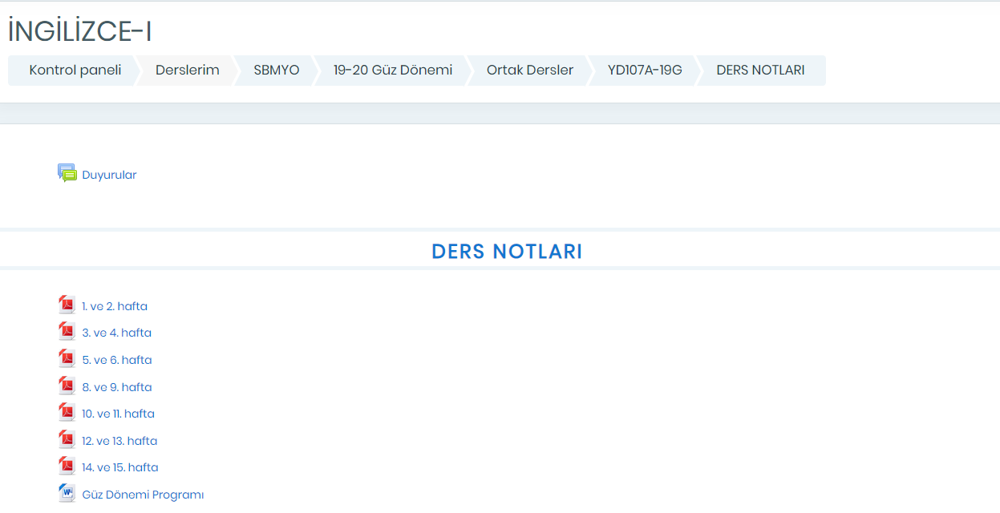 İNGİLİZCE-I
Kontrol paneli Derslerim SBMYO 19-20 Güz Dönemi Ortak Dersler YD107A-19G DERS NOTLARI
Duyurular
DERS NOTLARI
1. ve 2. hafta
3. ve 4. hafta
5. ve 6. hafta
8. ve 9. hafta
10. ve 11. hafta
12. ve 13. hafta
14. ve 15. hafta
Güz Dönemi Programı